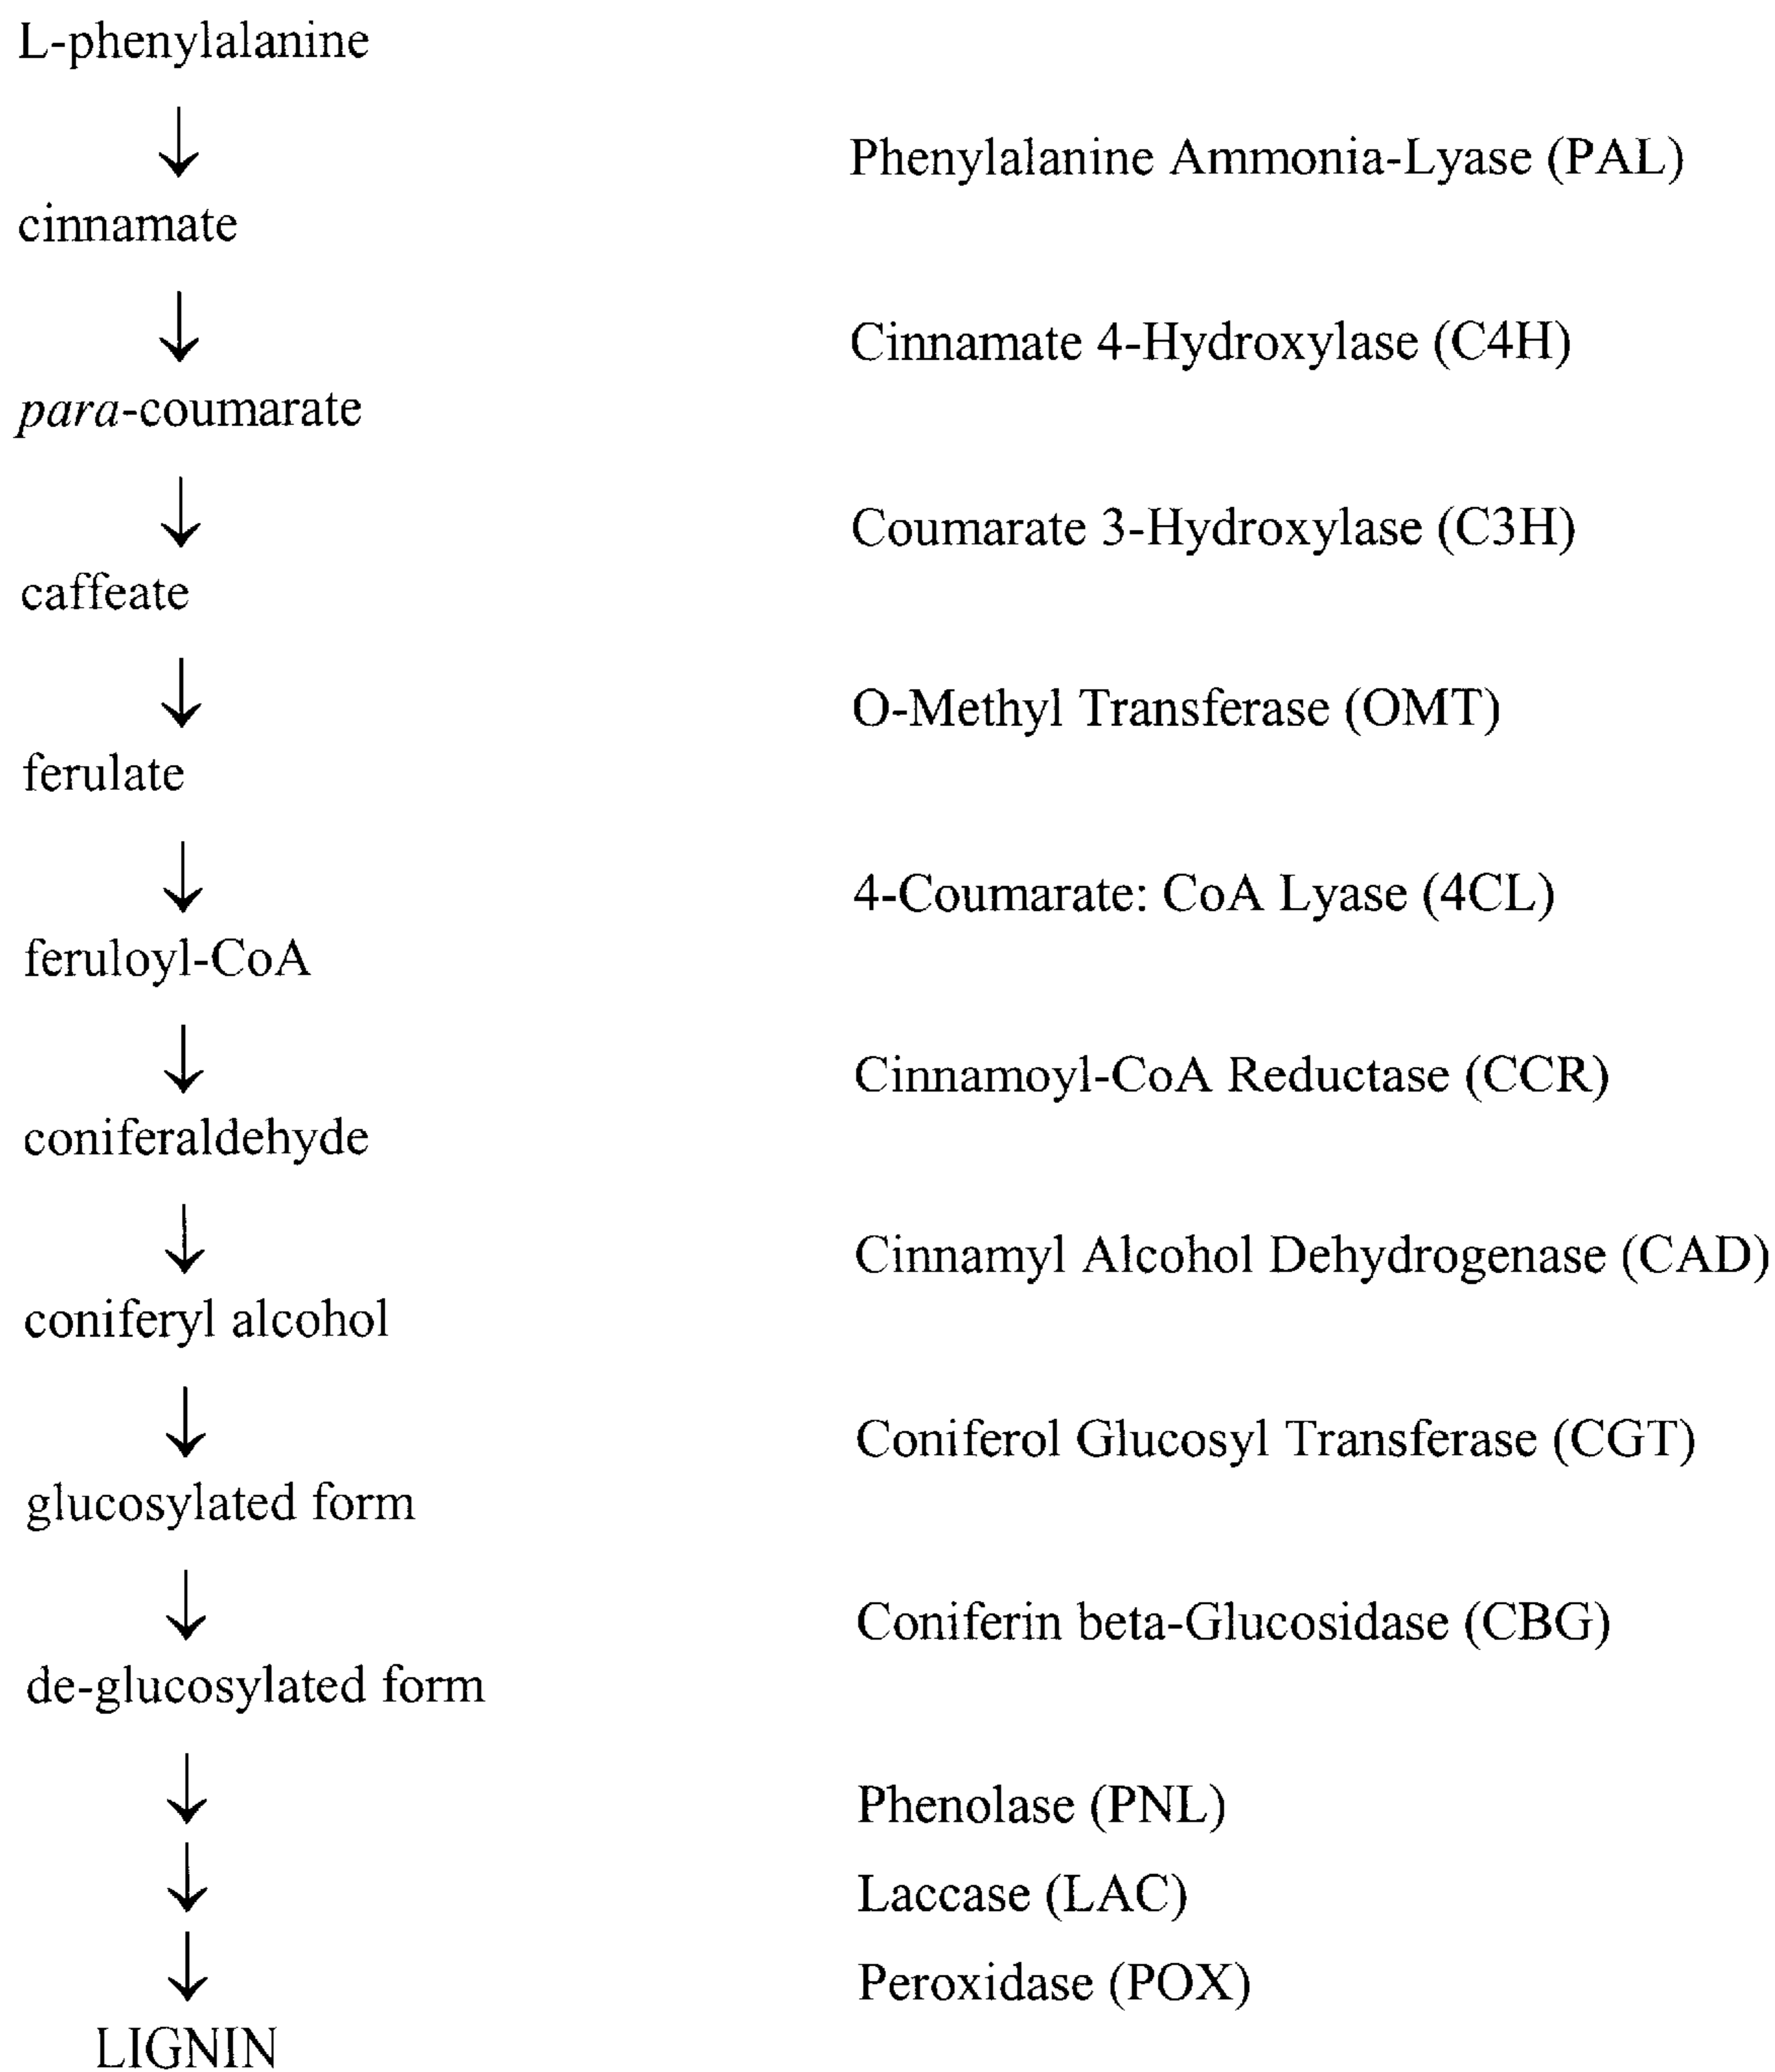 L-phenylalanine
Phenylalanine Ammonia-Lyase (PAL)
cinnamate
Cinnamate 4-Hydroxylase (C4H)
para-coumarate
Coumarate 3-Hydroxylase (C3H)
caffeate
O-Methyl Transferase (OMT)
ferulate
4-Coumarate: CoA Lyase (4CL)
feruloyl-CoA
Cinnamoyl-CoA Reductase (CCR)
coniferaldehyde
Cinnamyl Alcohol Dehydrogenase (CAD)
coniferyl alcohol
Coniferol Glucosyl Transferase (CGT)
glucosylated form
Coniferin beta-Glucosidase (CBG)
de-glucosylated form
Phenolase (PNL)
Laccase (LAC)
Peroxidase (POX)
LIGNIN